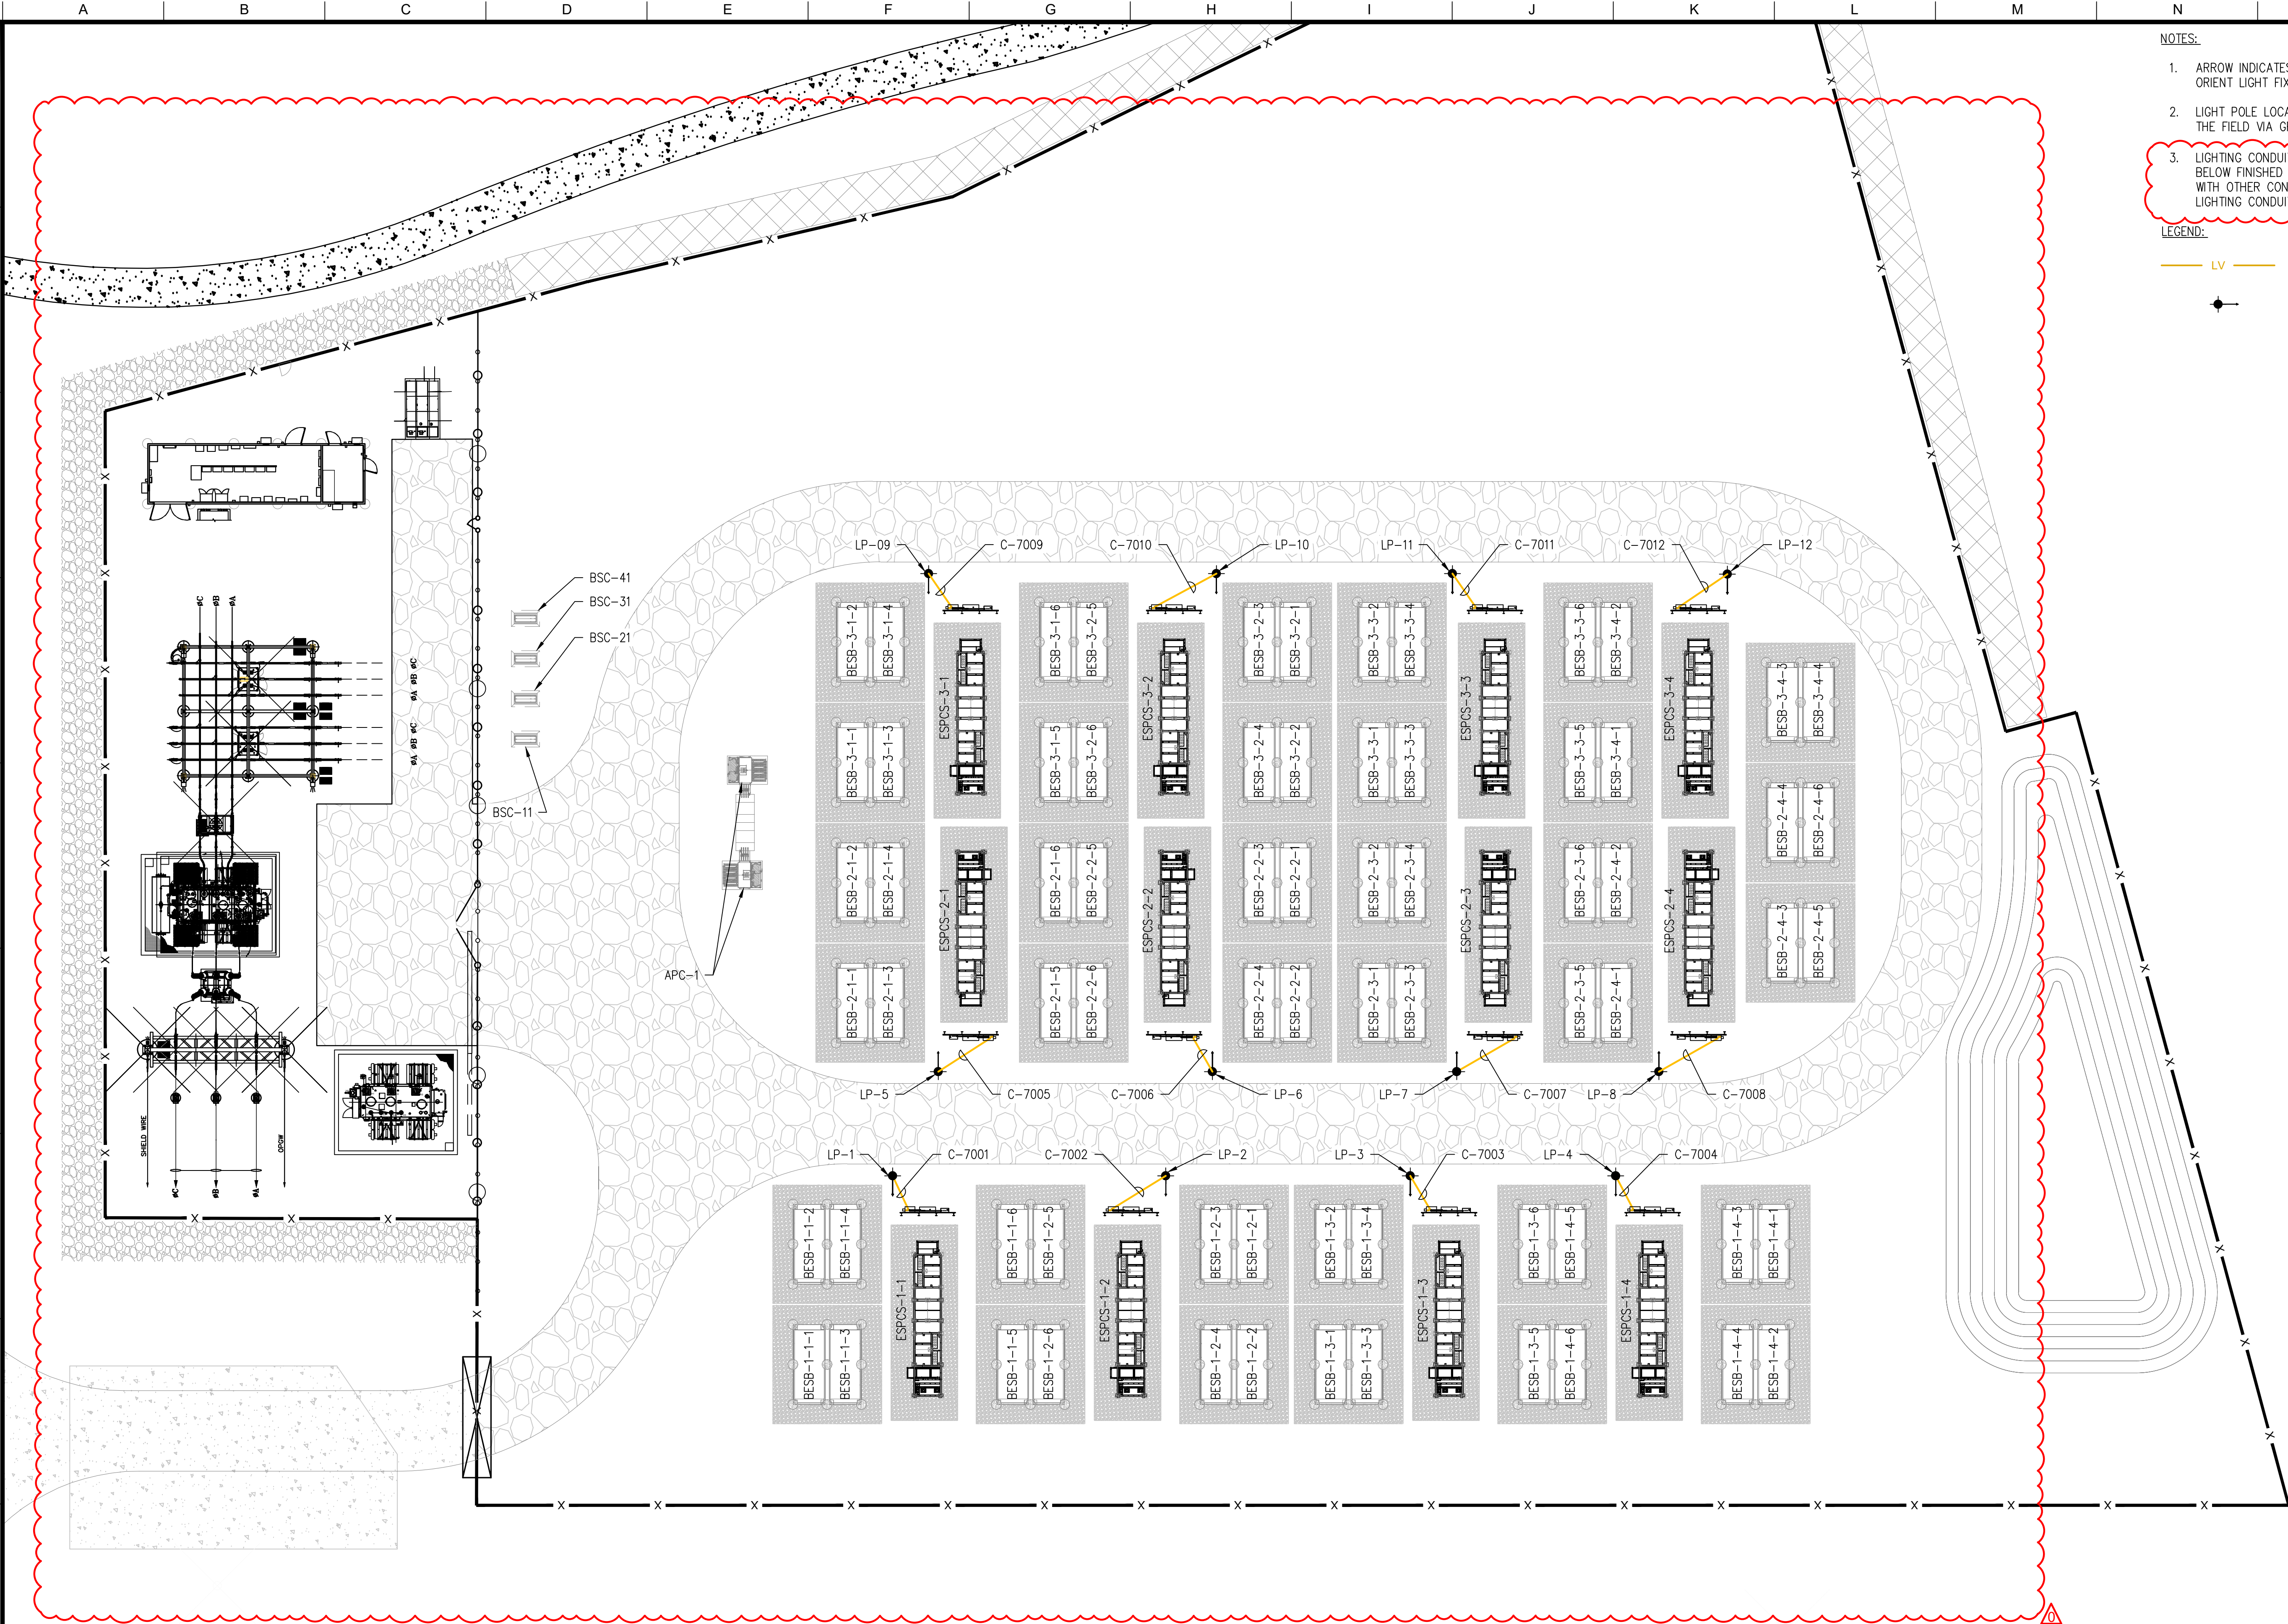 A B C D E F G H I J K L M N
NOTES:
1. ARROW INDICATES
ORIENT LIGHT FIX
2. LIGHT POLE LOCA
THE FIELD VIA G
3. LIGHTING CONDUI
BELOW FINISHED
WITH OTHER CON
LIGHTING CONDUI
LEGEND:
LV
LP-09 C-7009 C-7010 LP-10 LP-11 C-7011 C-7012 LP-12
BSC-41
BSC-31
BSC-21
BSC-11
APC-1
øC øB øA
øA øB øC
øA øB øC
BESB-3-1-2 BESB-3-1-4 BESB-3-1-6 BESB-3-2-5 BESB-3-2-3 BESB-3-2-1 BESB-3-3-2 BESB-3-3-4 BESB-3-3-6 BESB-3-4-2
ESPCS-3-1 ESPCS-3-2 ESPCS-3-3 ESPCS-3-4
BESB-3-4-3 BESB-3-4-4
BESB-3-1-1 BESB-3-1-3 BESB-3-1-5 BESB-3-2-6 BESB-3-2-4 BESB-3-2-2 BESB-3-3-1 BESB-3-3-3 BESB-3-3-5 BESB-3-4-1
BESB-2-4-4 BESB-2-4-6
BESB-2-1-2 BESB-2-1-4 BESB-2-1-6 BESB-2-2-5 BESB-2-2-3 BESB-2-2-1 BESB-2-3-2 BESB-2-3-4 BESB-2-3-6 BESB-2-4-2
ESPCS-2-1 ESPCS-2-2 ESPCS-2-3 ESPCS-2-4
BESB-2-4-3 BESB-2-4-5
BESB-2-1-1 BESB-2-1-3 BESB-2-1-5 BESB-2-2-6 BESB-2-2-4 BESB-2-2-2 BESB-2-3-1 BESB-2-3-3 BESB-2-3-5 BESB-2-4-1
LP-5 C-7005 C-7006 LP-6 LP-7 C-7007 LP-8 C-7008
SHIELD WIRE
OPGW
øC øB øA
LP-1 C-7001 C-7002 LP-2 LP-3 C-7003 LP-4 C-7004
BESB-1-1-2 BESB-1-1-4 BESB-1-1-6 BESB-1-2-5 BESB-1-2-3 BESB-1-2-1 BESB-1-3-2 BESB-1-3-4 BESB-1-3-6 BESB-1-4-5 BESB-1-4-3 BESB-1-4-1
ESPCS-1-1 ESPCS-1-2 ESPCS-1-3 ESPCS-1-4
BESB-1-1-1 BESB-1-1-3 BESB-1-1-5 BESB-1-2-6 BESB-1-2-4 BESB-1-2-2 BESB-1-3-1 BESB-1-3-3 BESB-1-3-5 BESB-1-4-6 BESB-1-4-4 BESB-1-4-2
0